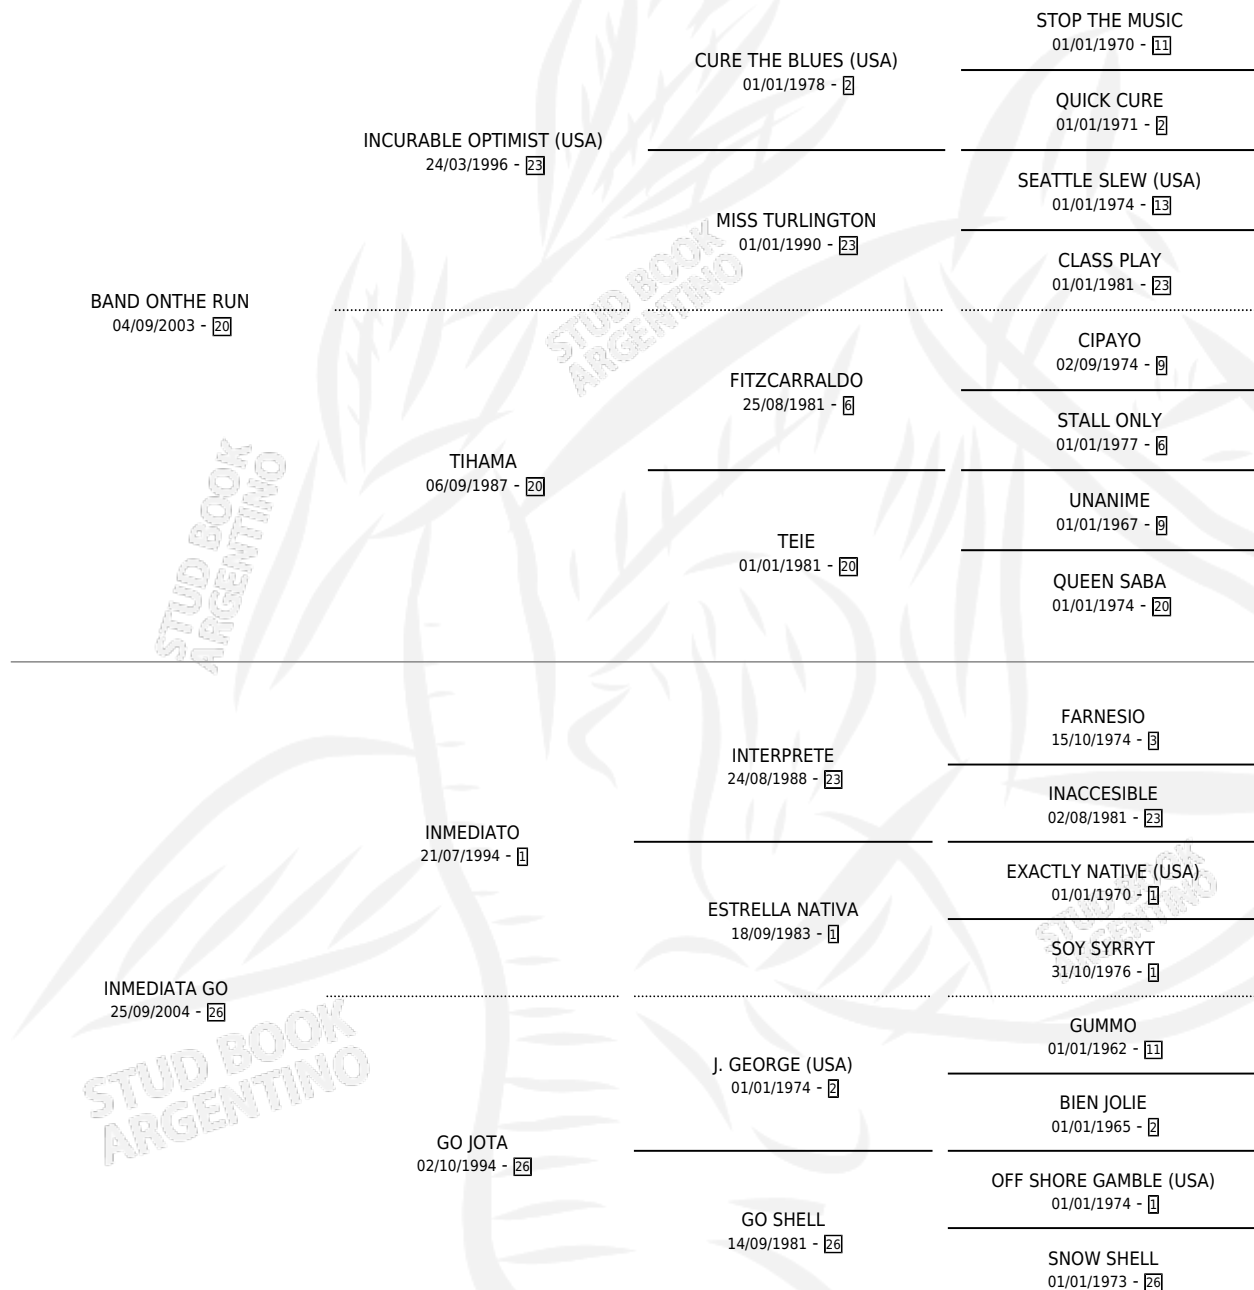 STOP THE MUSIC
01/01/1970 - 11
CURE THE BLUES (USA)
01/01/1978 - 2
QUICK CURE
01/01/1971 - 2
INCURABLE OPTIMIST (USA)
24/03/1996 - 23
SEATTLE SLEW (USA)
01/01/1974 - 13
MISS TURLINGTON
01/01/1990 - 23
CLASS PLAY
01/01/1981 - 23
BAND ONTHE RUN
04/09/2003 - 20
CIPAYO
02/09/1974 - 9
FITZCARRALDO
25/08/1981 - 6
STALL ONLY
01/01/1977 - 6
TIHAMA
06/09/1987 - 20
UNANIME
01/01/1967 - 9
TEIE
01/01/1981 - 20
QUEEN SABA
01/01/1974 - 20
FARNESIO
15/10/1974 - 3
INTERPRETE
24/08/1988 - 23
INACCESIBLE
02/08/1981 - 23
INMEDIATO
21/07/1994 - 1
EXACTLY NATIVE (USA)
01/01/1970 - 1
ESTRELLA NATIVA
18/09/1983 - 1
SOY SYRRYT
31/10/1976 - 1
INMEDIATA GO
25/09/2004 - 26
GUMMO
01/01/1962 - 11
J. GEORGE (USA)
01/01/1974 - 2
BIEN JOLIE
01/01/1965 - 2
GO JOTA
02/10/1994 - 26
OFF SHORE GAMBLE (USA)
01/01/1974 - 1
GO SHELL
14/09/1981 - 26
SNOW SHELL
01/01/1973 - 26
STUD BOOK
ARGENTINO
STUD BOOK
ARGENTINO
STUD BOOK
ARGENTINO
STUD BOOK
ARGENTINO